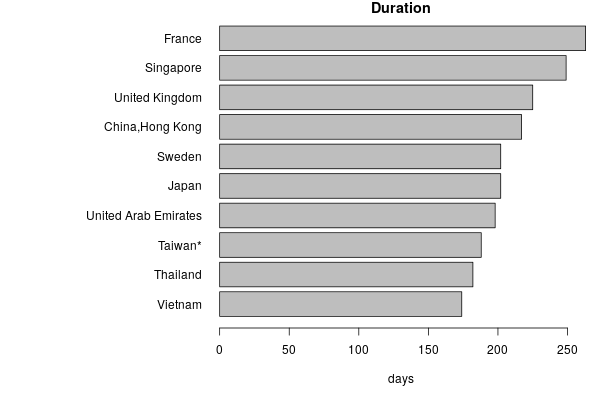 Duration
France
Singapore
United Kingdom
China,Hong Kong
Sweden
Japan
United Arab Emirates
Taiwan*
Thailand
Vietnam
0 50 100 150 200 250
days